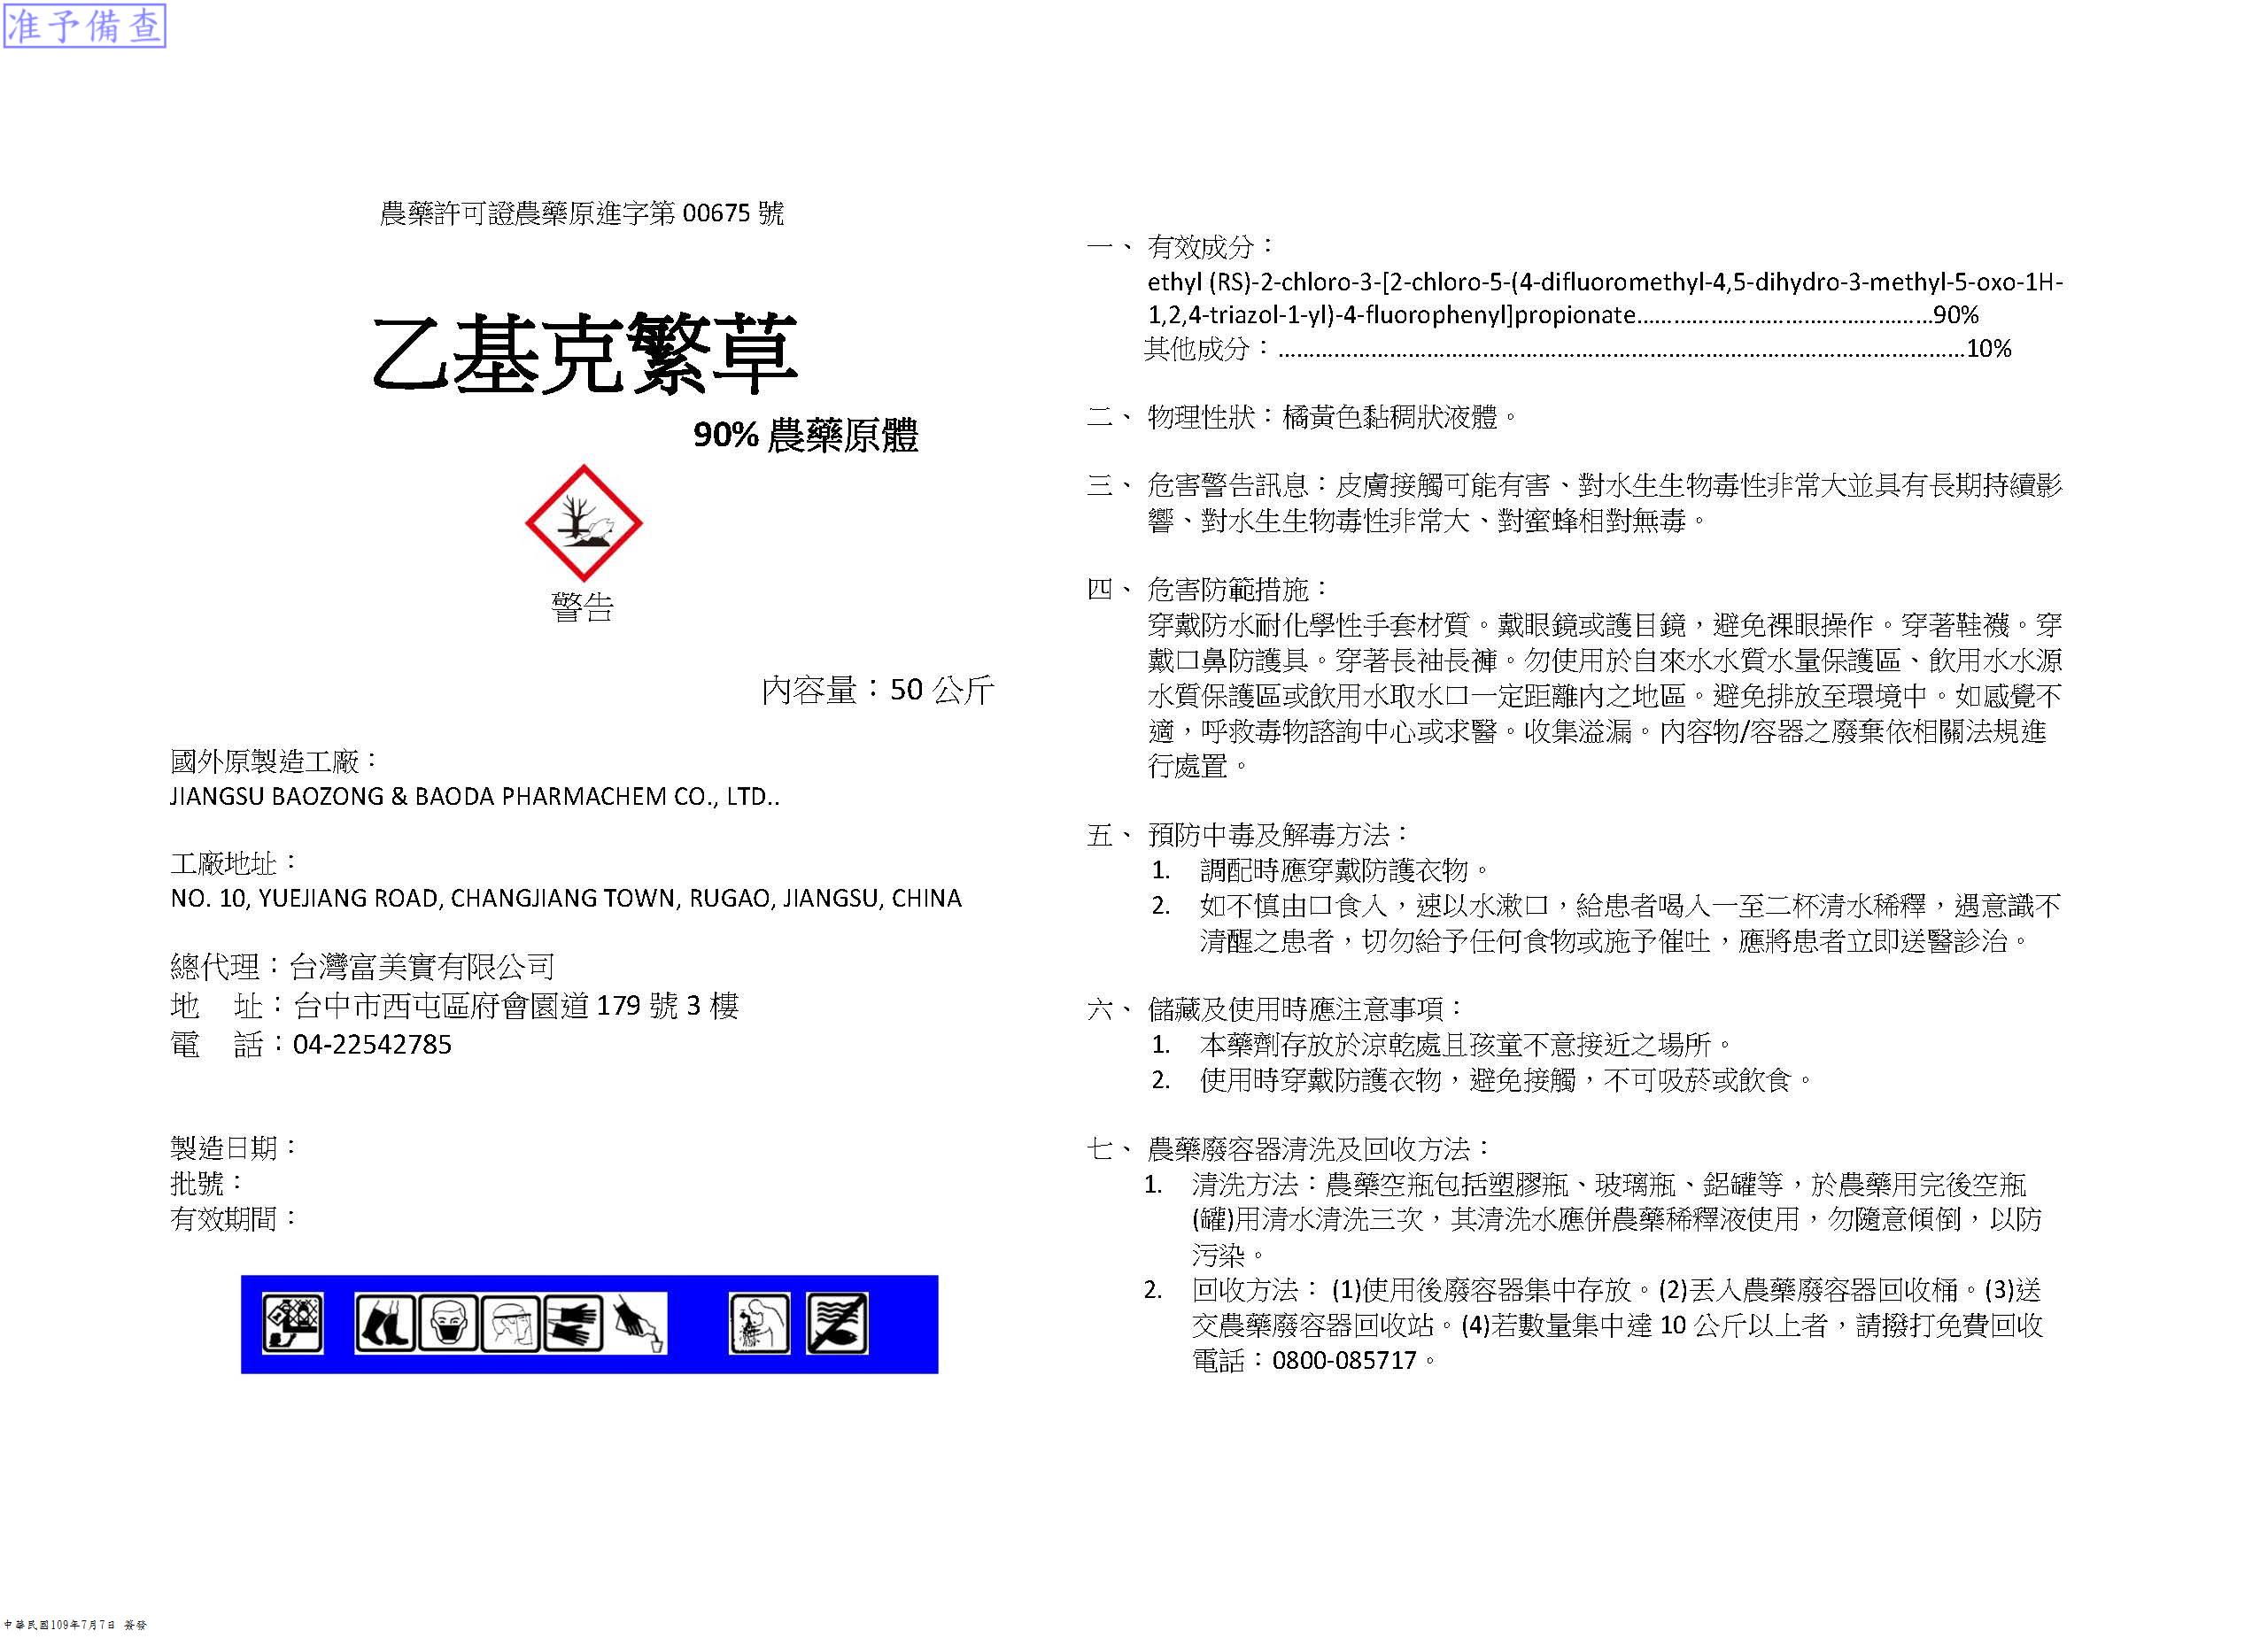 准予備查
農藥許可證農藥原進字第 00675 號
乙基克繁草
90% 農藥原體
警告
內容量：50 公斤
國外原製造工廠：
JIANGSU BAOZONG & BAODA PHARMACHEM CO., LTD..
工廠地址：
NO. 10, YUEJIANG ROAD, CHANGJIANG TOWN, RUGAO, JIANGSU, CHINA
總代理：台灣富美實有限公司
地　址：台中市西屯區府會園道 179 號 3 樓
電　話：04-22542785
製造日期：
批號：
有效期間：
一、 有效成分：
ethyl (RS)-2-chloro-3-[2-chloro-5-(4-difluoromethyl-4,5-dihydro-3-methyl-5-oxo-1H-
1,2,4-triazol-1-yl)-4-fluorophenyl]propionate................................................90%
其他成分：................................................................................................................10%
二、 物理性狀：橘黃色黏稠狀液體。
三、 危害警告訊息：皮膚接觸可能有害、對水生生物毒性非常大並具有長期持續影
響、對水生生物毒性非常大、對蜜蜂相對無毒。
四、 危害防範措施：
穿戴防水耐化學性手套材質。戴眼鏡或護目鏡，避免裸眼操作。穿著鞋襪。穿
戴口鼻防護具。穿著長袖長褲。勿使用於自來水水質水量保護區、飲用水水源
水質保護區或飲用水取水口一定距離內之地區。避免排放至環境中。如感覺不
適，呼救毒物諮詢中心或求醫。收集溢漏。內容物/容器之廢棄依相關法規進
行處置。
五、 預防中毒及解毒方法：
1. 調配時應穿戴防護衣物。
2. 如不慎由口食入，速以水漱口，給患者喝入一至二杯清水稀釋，遇意識不
清醒之患者，切勿給予任何食物或施予催吐，應將患者立即送醫診治。
六、 儲藏及使用時應注意事項：
1. 本藥劑存放於涼乾處且孩童不意接近之場所。
2. 使用時穿戴防護衣物，避免接觸，不可吸菸或飲食。
七、 農藥廢容器清洗及回收方法：
1. 清洗方法：農藥空瓶包括塑膠瓶、玻璃瓶、鋁罐等，於農藥用完後空瓶
(罐)用清水清洗三次，其清洗水應併農藥稀釋液使用，勿隨意傾倒，以防
污染。
2. 回收方法： (1)使用後廢容器集中存放。(2)丟入農藥廢容器回收桶。(3)送
交農藥廢容器回收站。(4)若數量集中達 10 公斤以上者，請撥打免費回收
電話：0800-085717。
中華民國109年7月7日 簽發